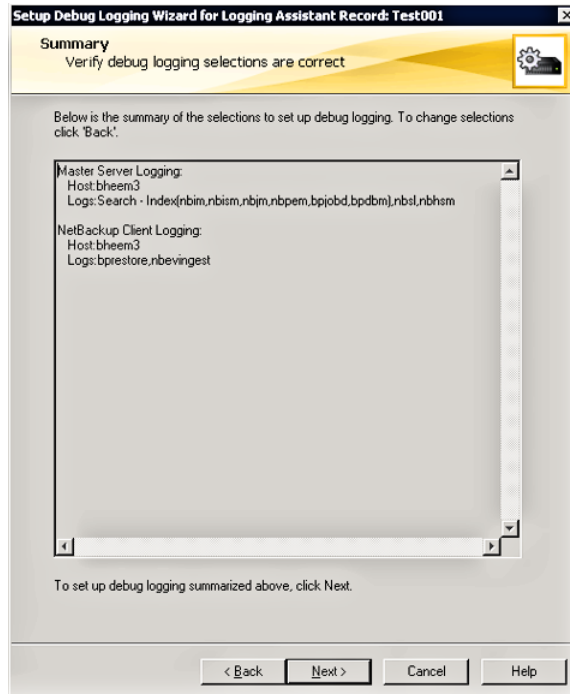 Setup Debug Logging Wizard for Logging Assistant Record: Test001
Summary
Verify debug logging selections are correct
Below is the summary of the selections to set up debug logging. To change selections
click 'Back'.
Master Server Logging:
Host:bheem3
Logs:Search - Index(nbim,nbism,nbjm,nbpem,bpjobd,bpdbm),nbsl,nbhsm
NetBackup Client Logging:
Host:bheem3
Logs:bprestore,nbevingest
To set up debug logging summarized above, click Next.
< Back
Next >
Cancel
Help